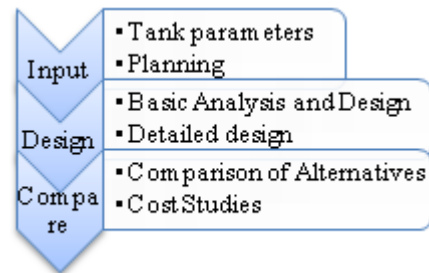 Input
▪ Tank parameters
▪ Planning
Design
▪ Basic Analysis and Design
▪ Detailed design
Compa
re
▪ Comparison of Alternatives
▪ Cost Studies